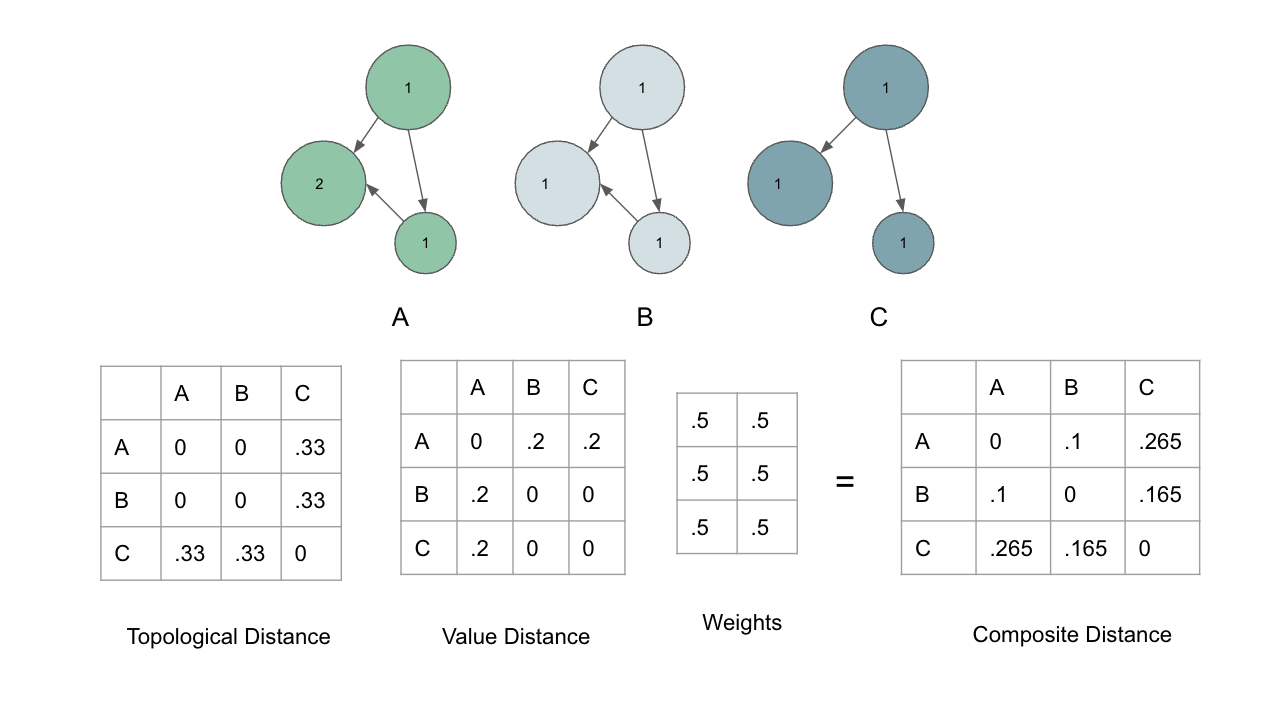 1 1 1
2 1 1
1 1 1
A B C
A B C
A 0 0 .33
B 0 0 .33
C .33 .33 0
Topological Distance
A B C
A 0 .2 .2
B .2 0 0
C .2 0 0
Value Distance
.5 .5
.5 .5
.5 .5
Weights
=
A B C
A 0 .1 .265
B .1 0 .165
C .265 .165 0
Composite Distance